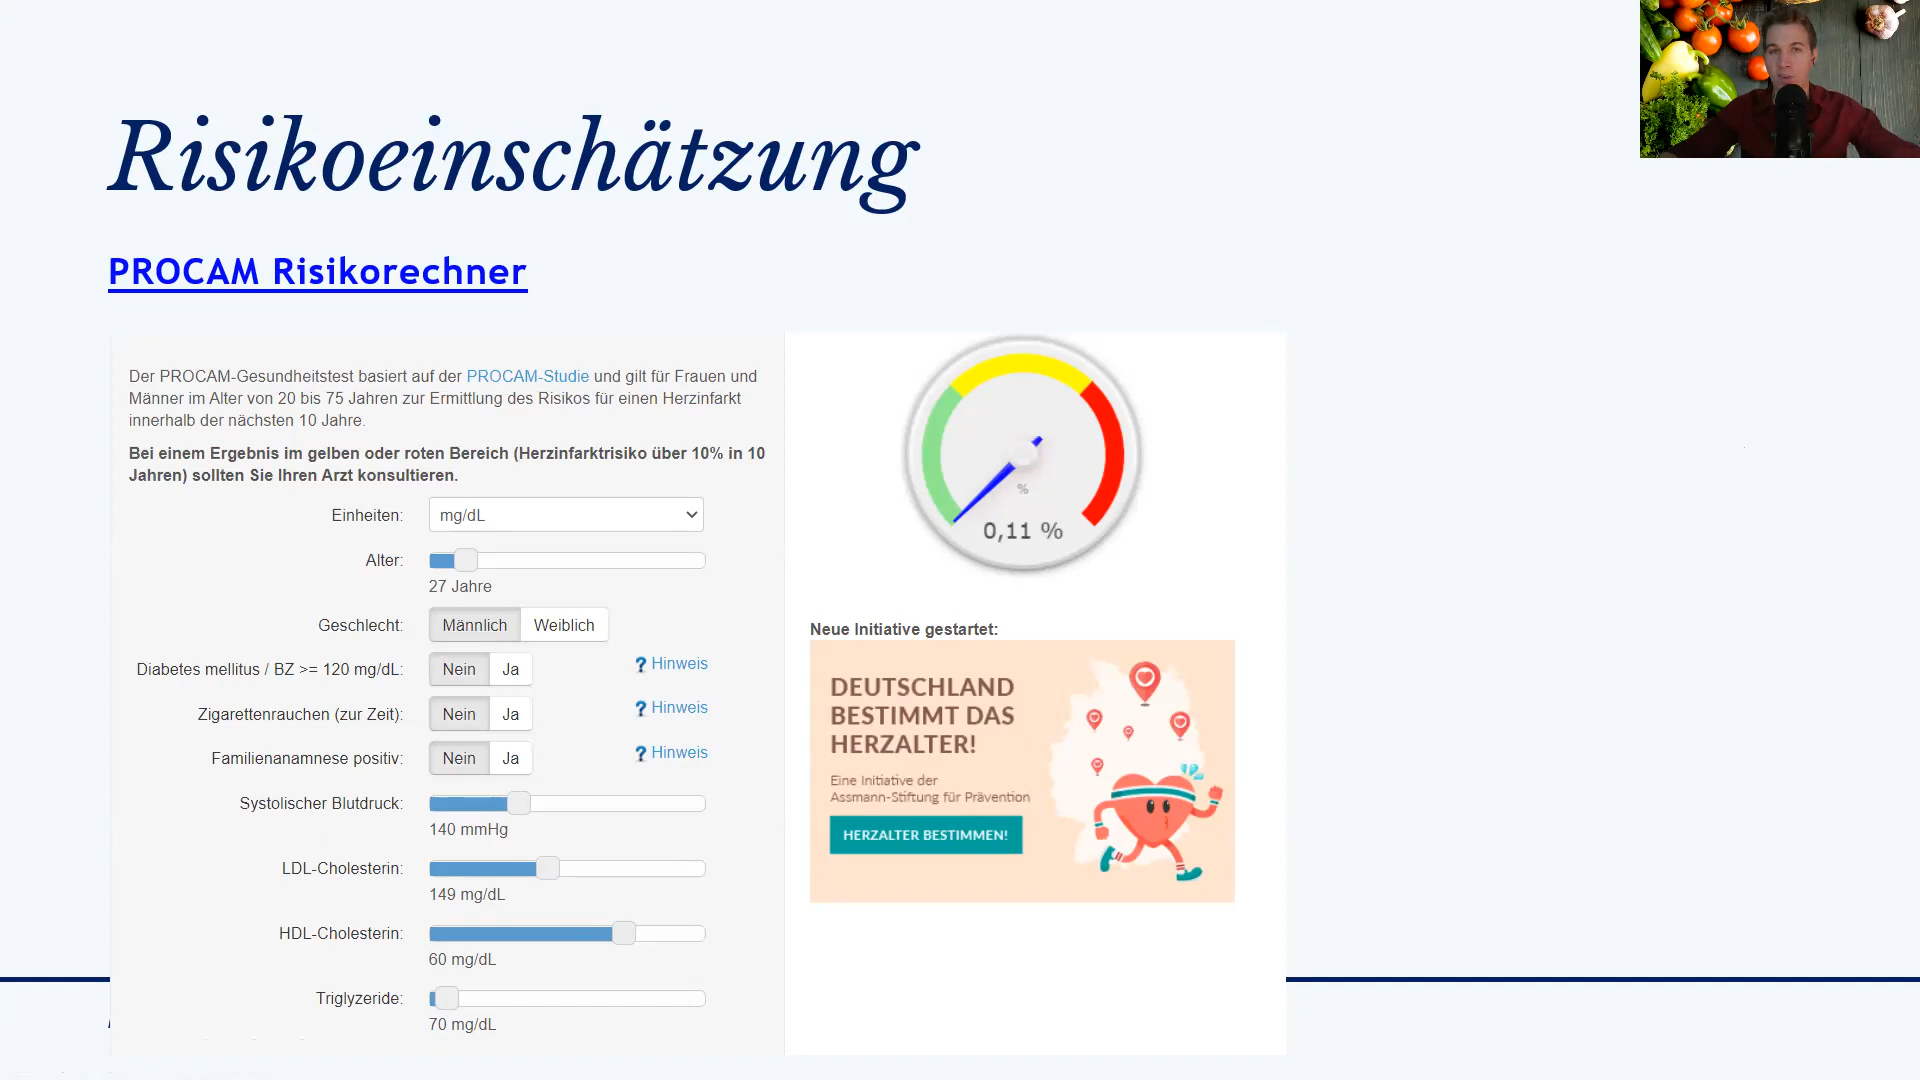 Risikoeinschätzung
PROCAM Risikorechner
Der PROCAM-Gesundheitstest basiert auf der PROCAM-Studie und gilt für Frauen und
Männer im Alter von 20 bis 75 Jahren zur Ermittlung des Risikos für einen Herzinfarkt
innerhalb der nächsten 10 Jahre.
Bei einem Ergebnis im gelben oder roten Bereich (Herzinfarktrisiko über 10% in 10
Jahren) sollten Sie Ihren Arzt konsultieren.
Einheiten: mg/dL
Alter:
27 Jahre
Geschlecht: Männlich Weiblich
Diabetes mellitus / BZ >= 120 mg/dL: Nein Ja ? Hinweis
Zigarettenrauchen (zur Zeit): Nein Ja ? Hinweis
Familienanamnese positiv: Nein Ja ? Hinweis
Systolischer Blutdruck:
140 mmHg
LDL-Cholesterin:
149 mg/dL
HDL-Cholesterin:
60 mg/dL
Triglyzeride:
70 mg/dL
%
0,11 %
Neue Initiative gestartet:
DEUTSCHLAND
BESTIMMT DAS
HERZALTER!
Eine Initiative der
Assmann-Stiftung für Prävention
HERZALTER BESTIMMEN!